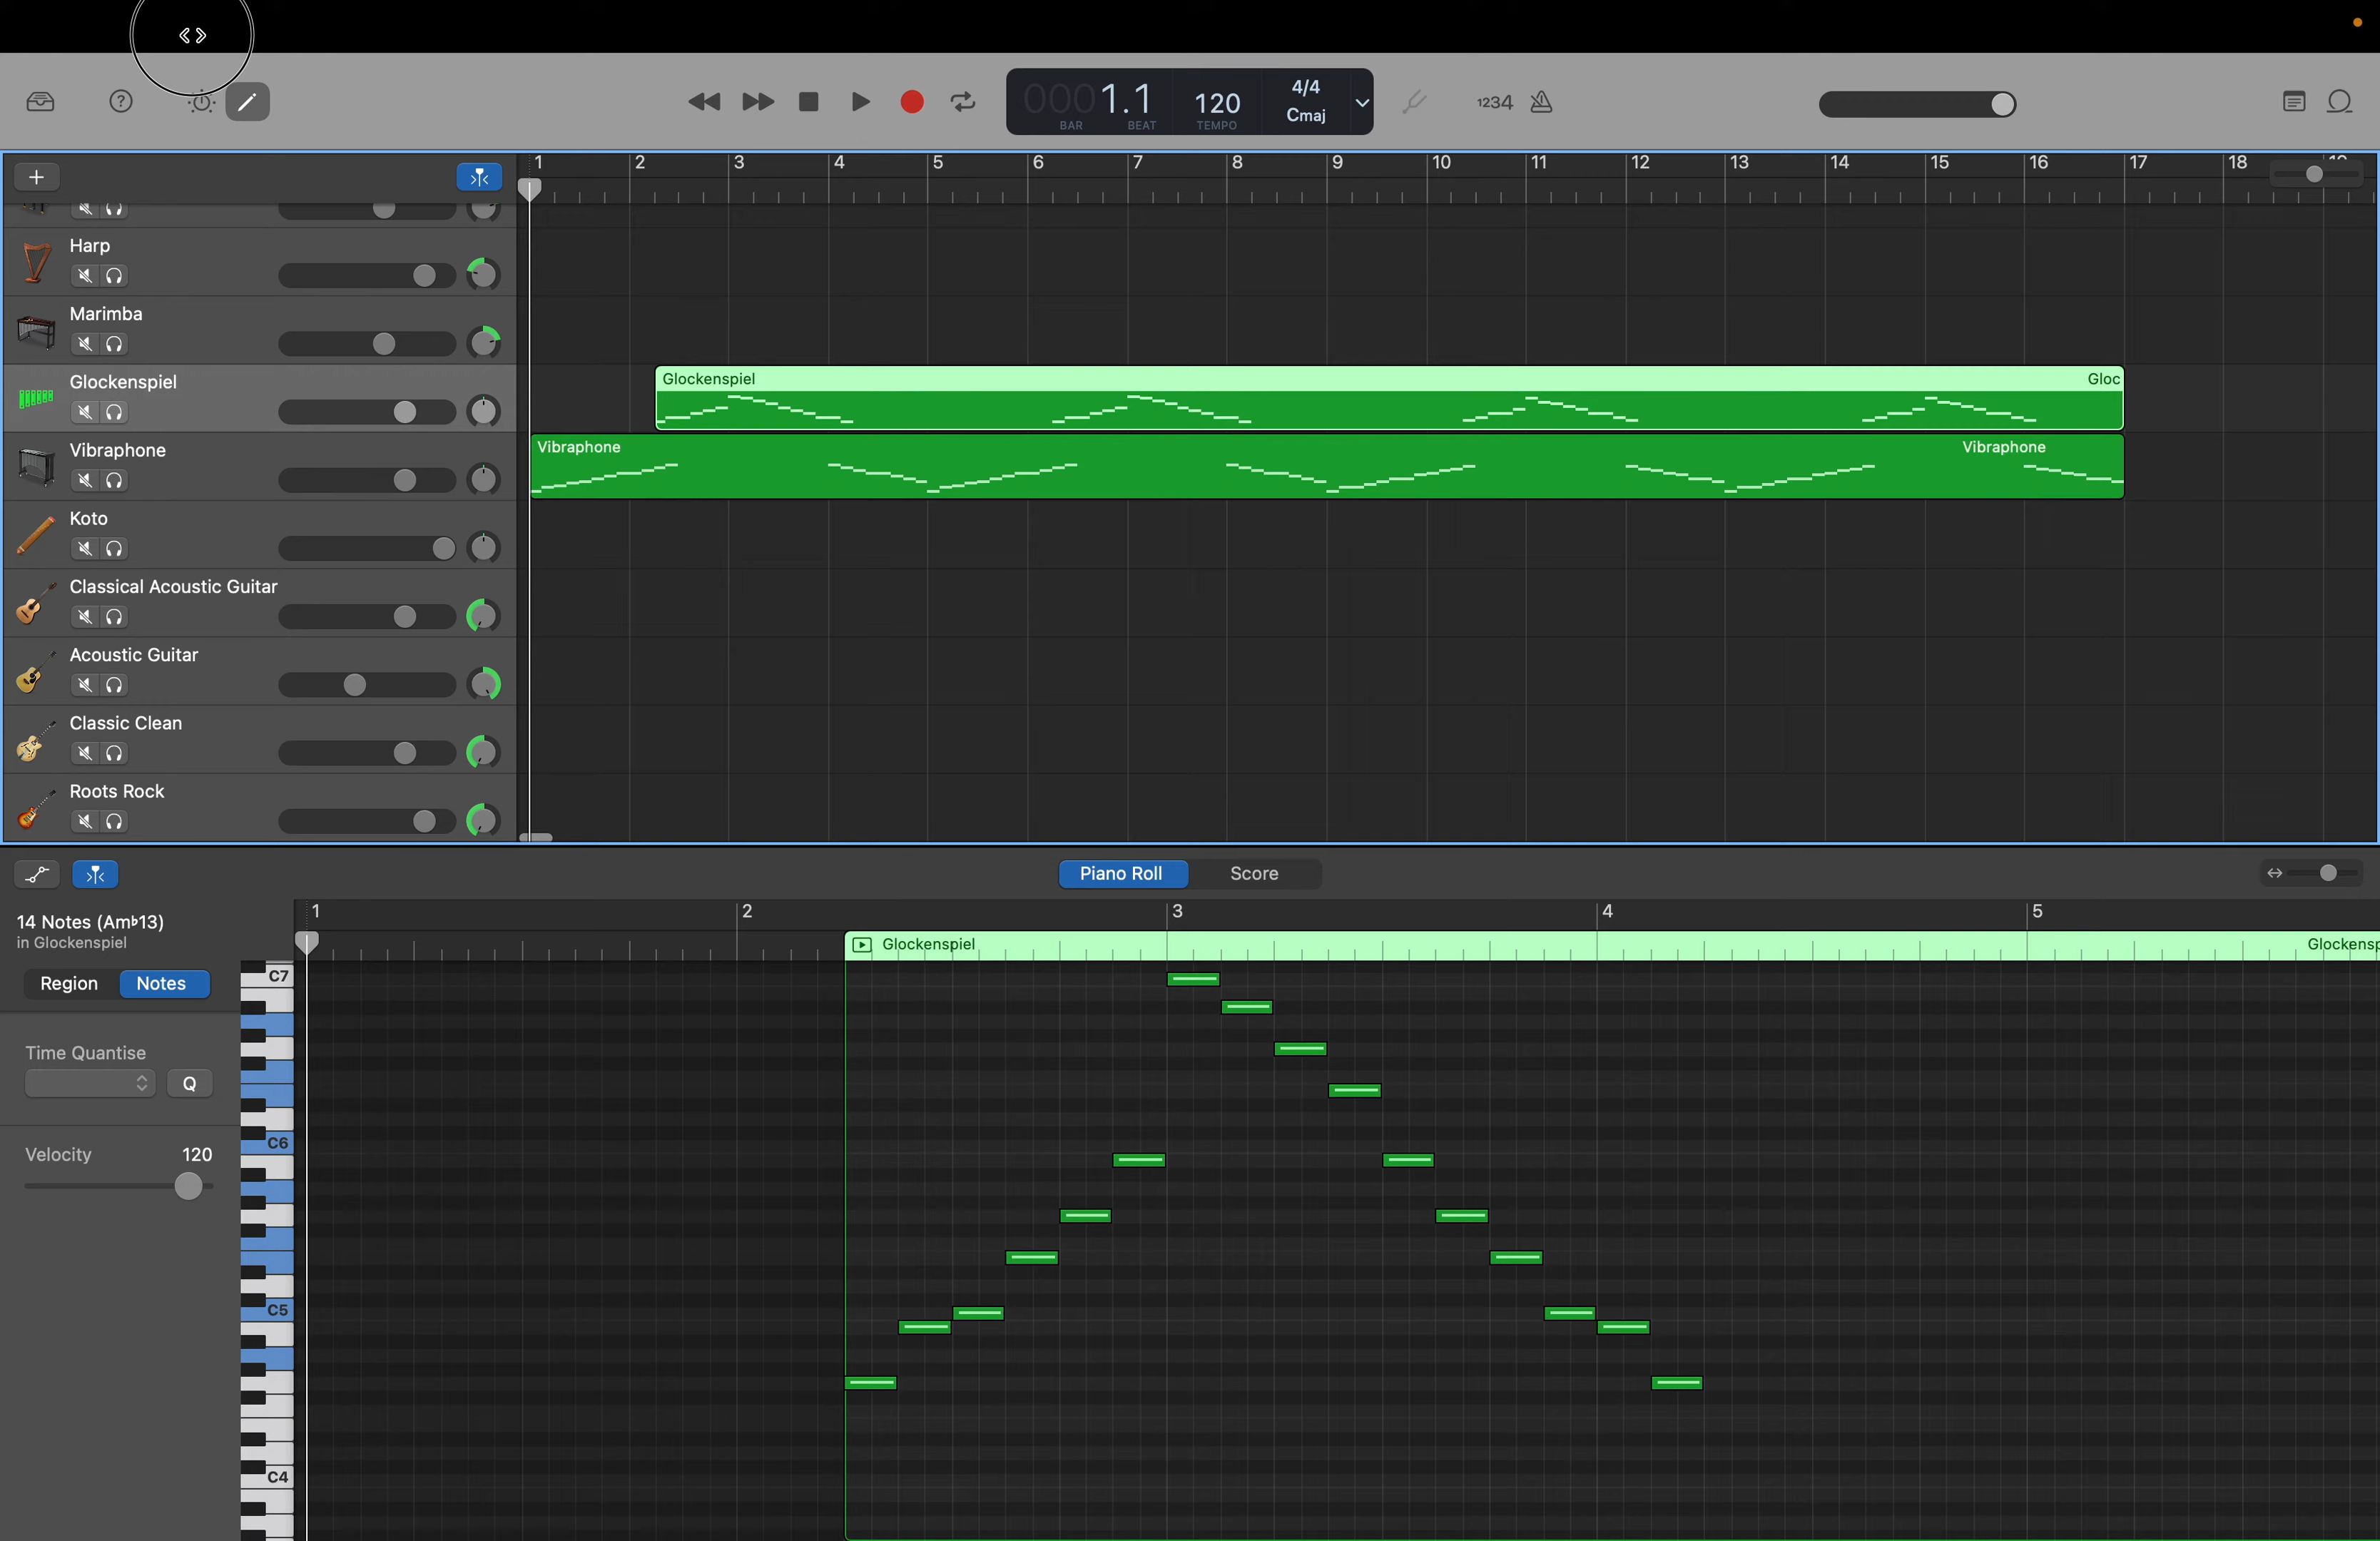 0001.1
BAR BEAT
120
TEMPO
4/4
Cmaj
1234
1 2 3 4 5 6 7 8 9 10 11 12 13 14 15 16 17 18
Harp
Marimba
Glockenspiel
Glockenspiel Gloc
Vibraphone
Vibraphone Vibraphone
Koto
Classical Acoustic Guitar
Acoustic Guitar
Classic Clean
Roots Rock
Piano Roll Score
14 Notes (Am♭13)
in Glockenspiel
1 2 3 4 5
Glockenspiel Glockensp
Region Notes
C7
Time Quantise
Q
C6
Velocity 120
C5
C4